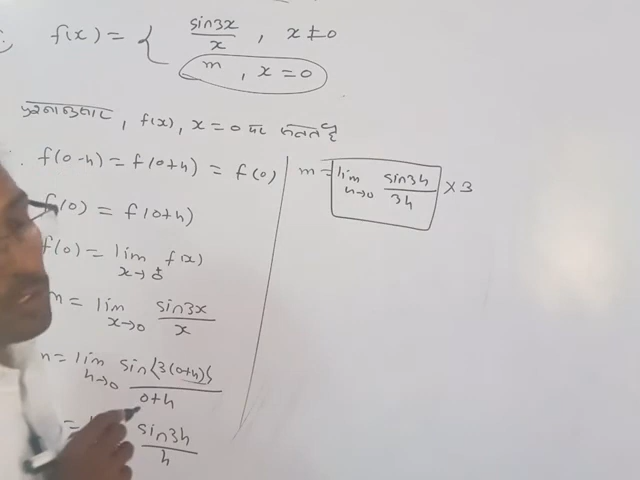 f(x) = { sin3x/x , x ≠ 0
m , x = 0
प्रश्नानुसार, f(x), x = 0 पर सतत है
f(0-h) = f(0+h) = f(0)
f(0) = f(0+h)
f(0) = lim x→0 f(x)
m = lim x→0 sin3x/x
m = lim h→0 sin{3(0+h)}/0+h
= sin3h/h
m = lim h→0 sin3h/3h × 3